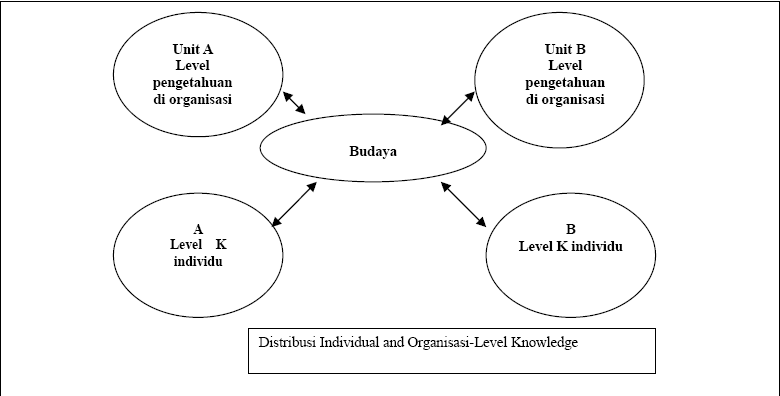 Unit A
Level
pengetahuan
di organisasi
Unit B
Level
pengetahuan
di organisasi
Budaya
A
Level K
individu
B
Level K individu
Distribusi Individual and Organisasi-Level Knowledge